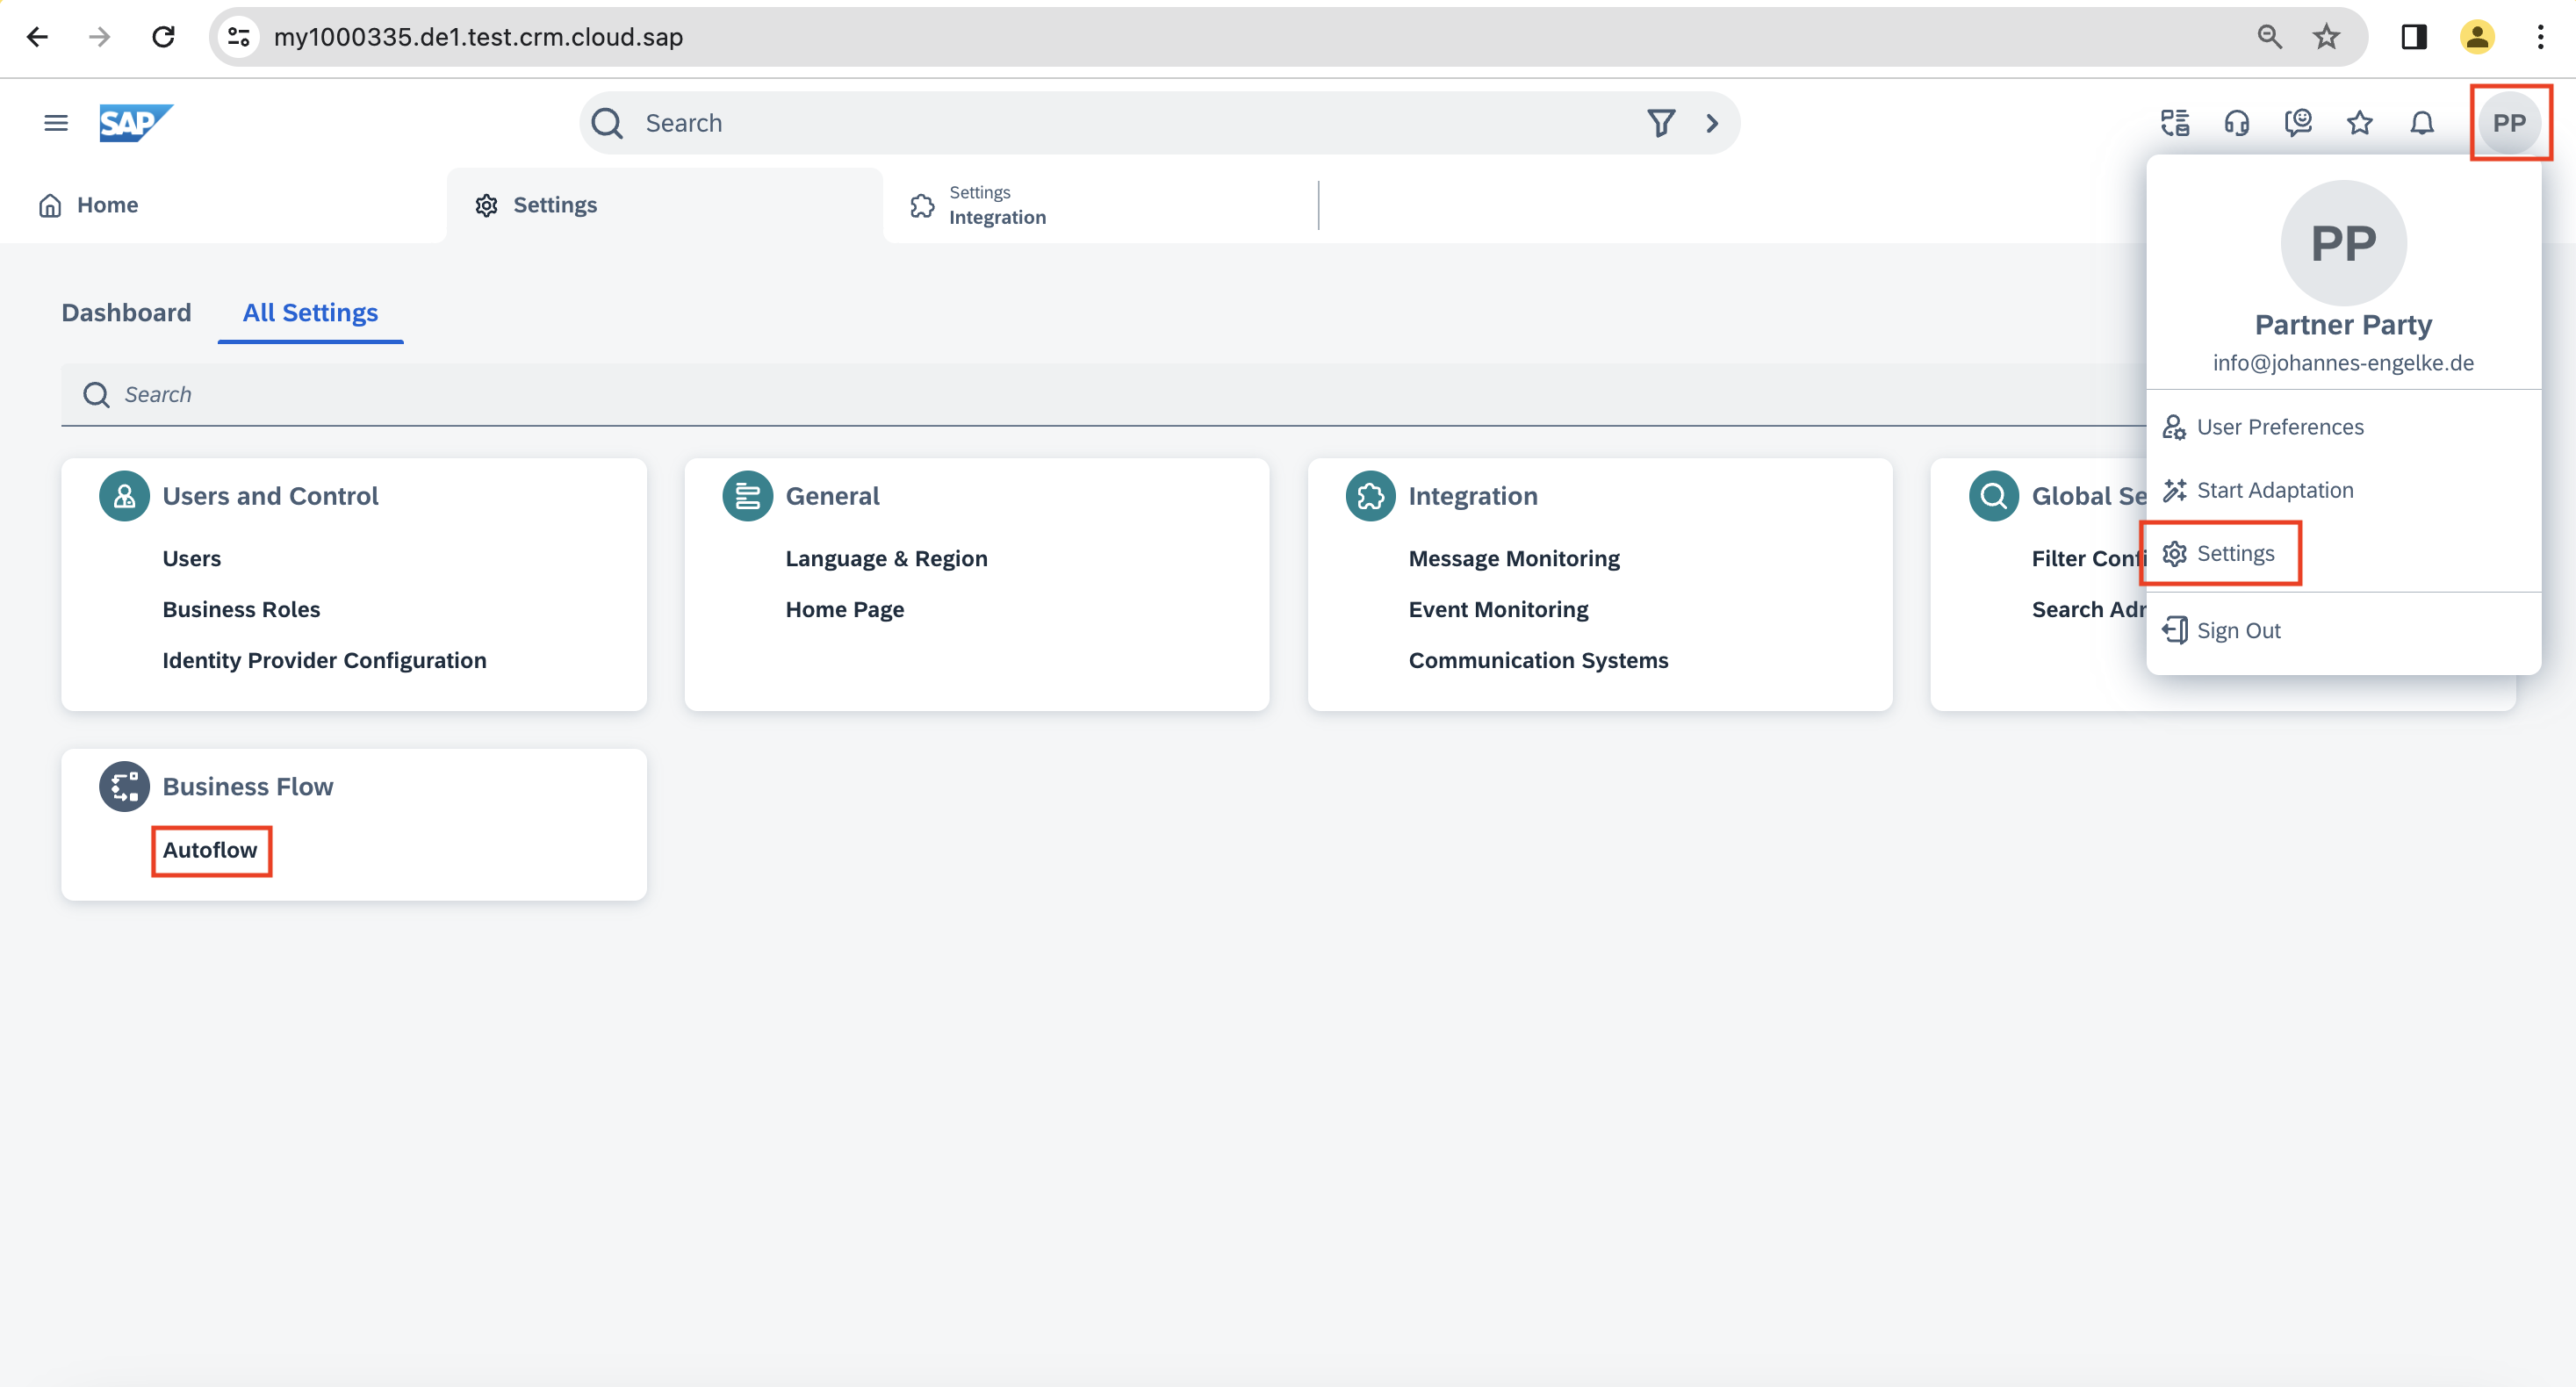 my1000335.de1.test.crm.cloud.sap
SAP
Search
PP
Home
Settings
Settings
Integration
PP
Partner Party
info@johannes-engelke.de
User Preferences
Start Adaptation
Settings
Sign Out
Dashboard
All Settings
Search
Users and Control
Users
Business Roles
Identity Provider Configuration
General
Language & Region
Home Page
Integration
Message Monitoring
Event Monitoring
Communication Systems
Global Se
Filter Confi
Search Adr
Business Flow
Autoflow